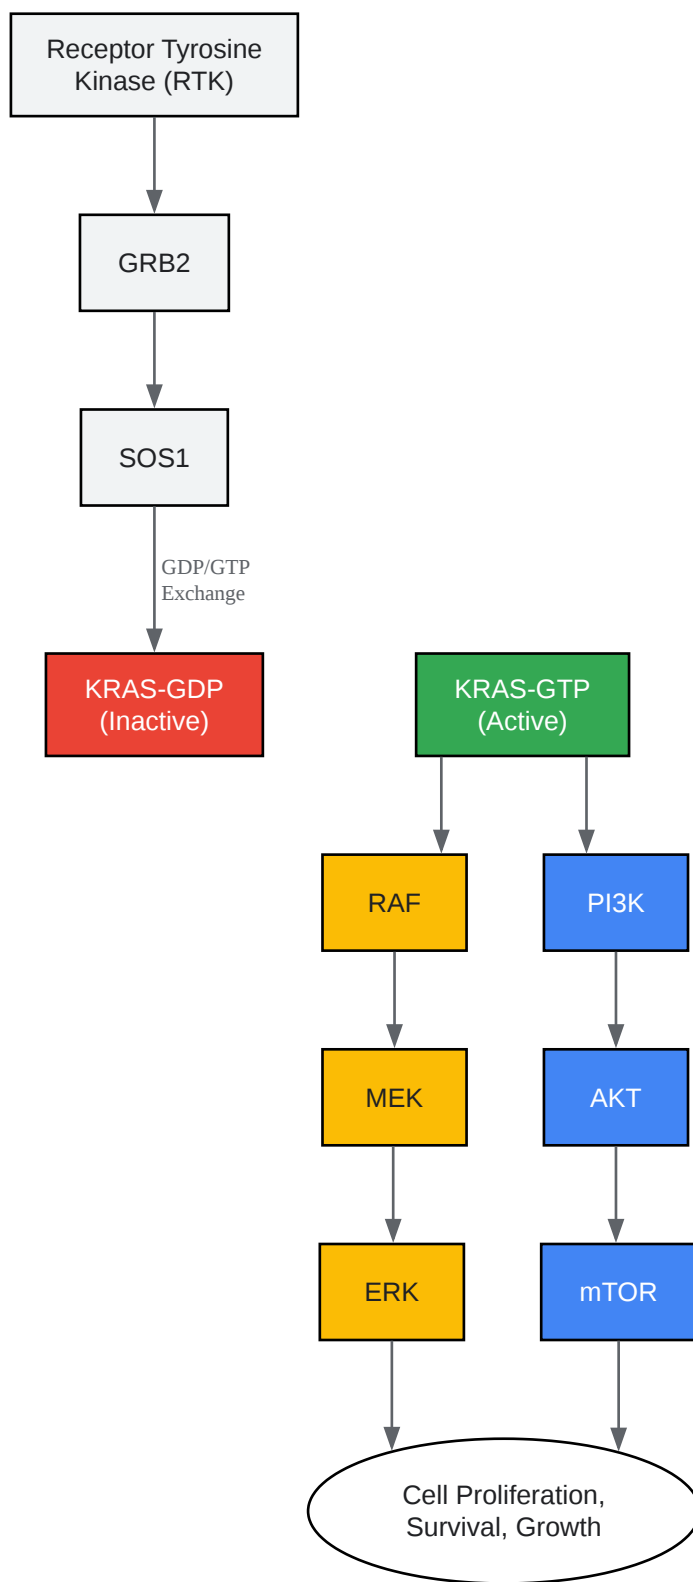 Receptor Tyrosine
Kinase (RTK)
GRB2
SOS1
GDP/GTP
Exchange
KRAS-GDP
(Inactive)
KRAS-GTP
(Active)
RAF
PI3K
MEK
AKT
ERK
mTOR
Cell Proliferation,
Survival, Growth